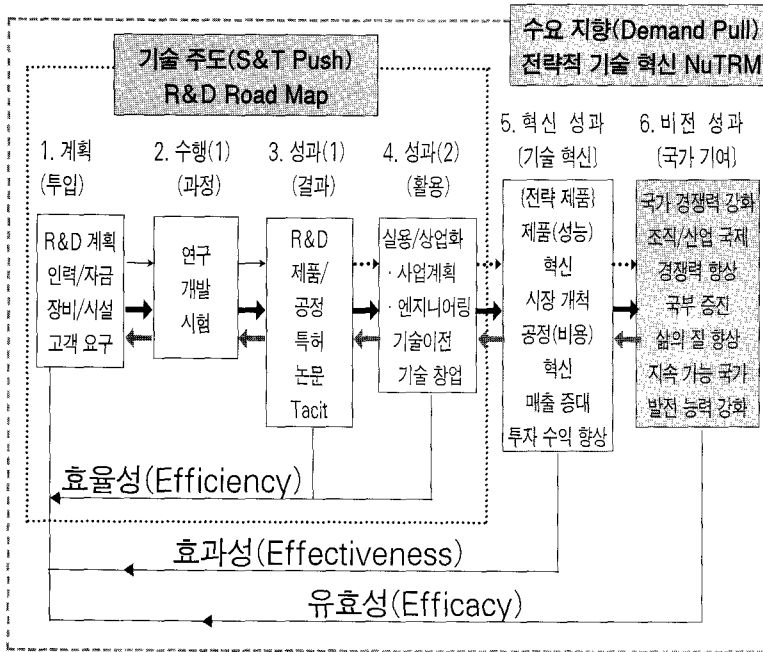 수요 지향(Demand Pull)
전략적 기술 혁신 NuTRM
기술 주도(S&T Push)
R&D Road Map
1. 계획
(투입)
2. 수행(1)
(과정)
3. 성과(1)
(결과)
4. 성과(2)
(활용)
5. 혁신 성과
(기술 혁신)
6. 비전 성과
(국가 기여)
R&D 계획
인력/자금
장비/시설
고객 요구
연구
개발
시험
R&D
제품/
공정
특허
논문
Tacit
실용/상업화
·사업계획
·엔지니어링
기술이전
기술 창업
{전략 제품}
제품(성능)
혁신
시장 개척
공정(비용)
혁신
매출 증대
투자 수익 향상
국가 경쟁력 강화
조직/산업 국제
경쟁력 향상
국부 증진
삶의 질 향상
지속 가능 국가
발전 능력 강화
효율성(Efficiency)
효과성(Effectiveness)
유효성(Efficacy)